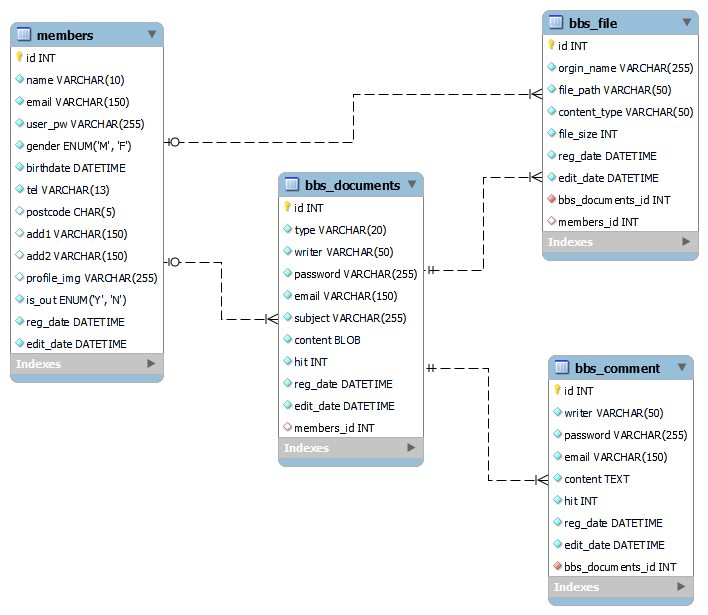 members
id INT
name VARCHAR(10)
email VARCHAR(150)
user_pw VARCHAR(255)
gender ENUM('M', 'F')
birthdate DATETIME
tel VARCHAR(13)
postcode CHAR(5)
add1 VARCHAR(150)
add2 VARCHAR(150)
profile_img VARCHAR(255)
is_out ENUM('Y', 'N')
reg_date DATETIME
edit_date DATETIME
Indexes
bbs_documents
id INT
type VARCHAR(20)
writer VARCHAR(50)
password VARCHAR(255)
email VARCHAR(150)
subject VARCHAR(255)
content BLOB
hit INT
reg_date DATETIME
edit_date DATETIME
members_id INT
Indexes
bbs_file
id INT
orgin_name VARCHAR(255)
file_path VARCHAR(50)
content_type VARCHAR(50)
file_size INT
reg_date DATETIME
edit_date DATETIME
bbs_documents_id INT
members_id INT
Indexes
bbs_comment
id INT
writer VARCHAR(50)
password VARCHAR(255)
email VARCHAR(150)
content TEXT
hit INT
reg_date DATETIME
edit_date DATETIME
bbs_documents_id INT
Indexes